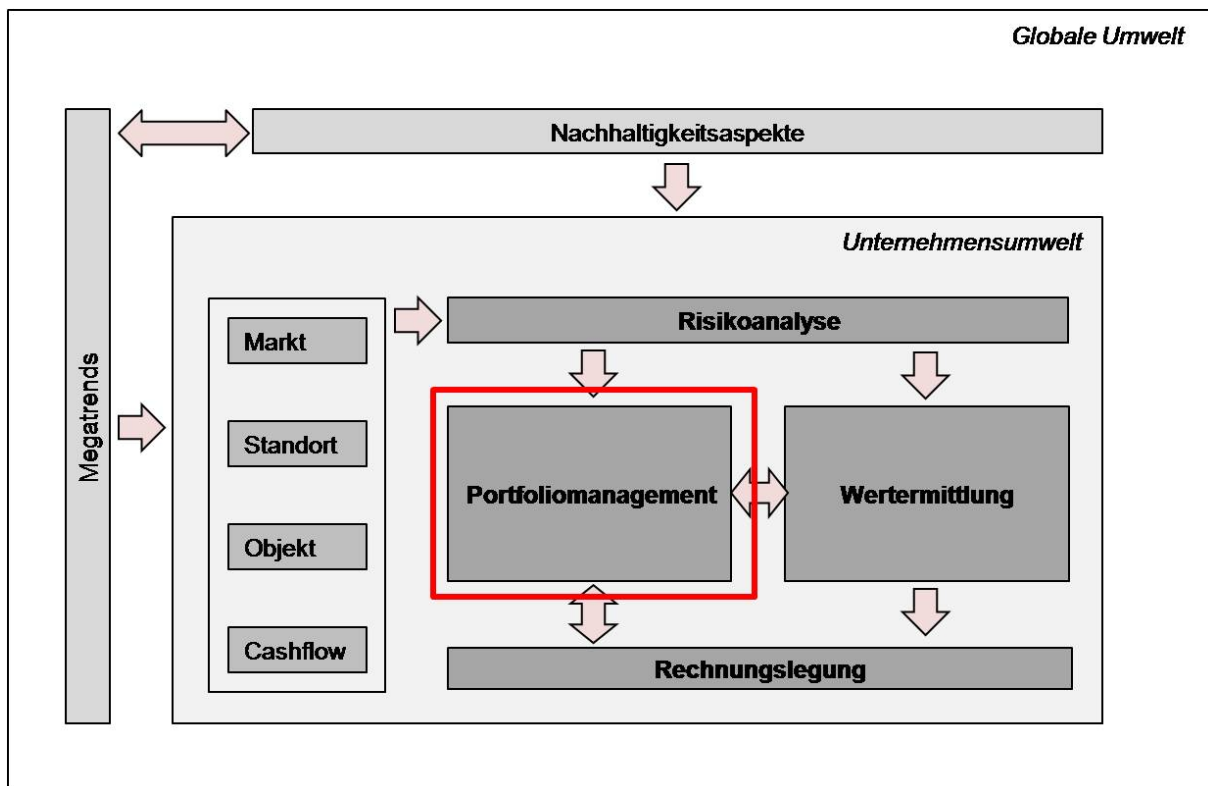 Globale Umwelt
Nachhaltigkeitsaspekte
Megatrends
Unternehmensumwelt
Markt
Standort
Objekt
Cashflow
Risikoanalyse
Portfoliomanagement
Wertermittlung
Rechnungslegung